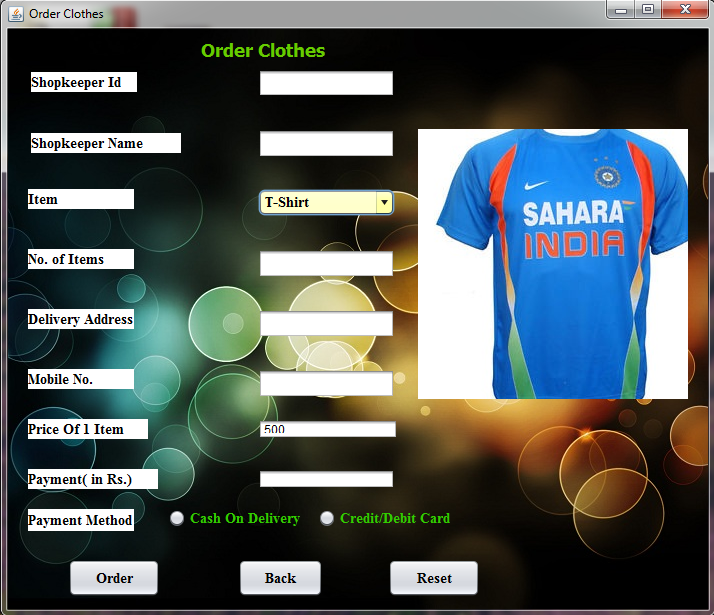 Order Clothes
Order Clothes
Shopkeeper Id
Shopkeeper Name
Item
T-Shirt
No. of Items
Delivery Address
Mobile No.
Price Of 1 Item
500
Payment( in Rs.)
Payment Method
Cash On Delivery
Credit/Debit Card
Order
Back
Reset
SAHARA
INDIA